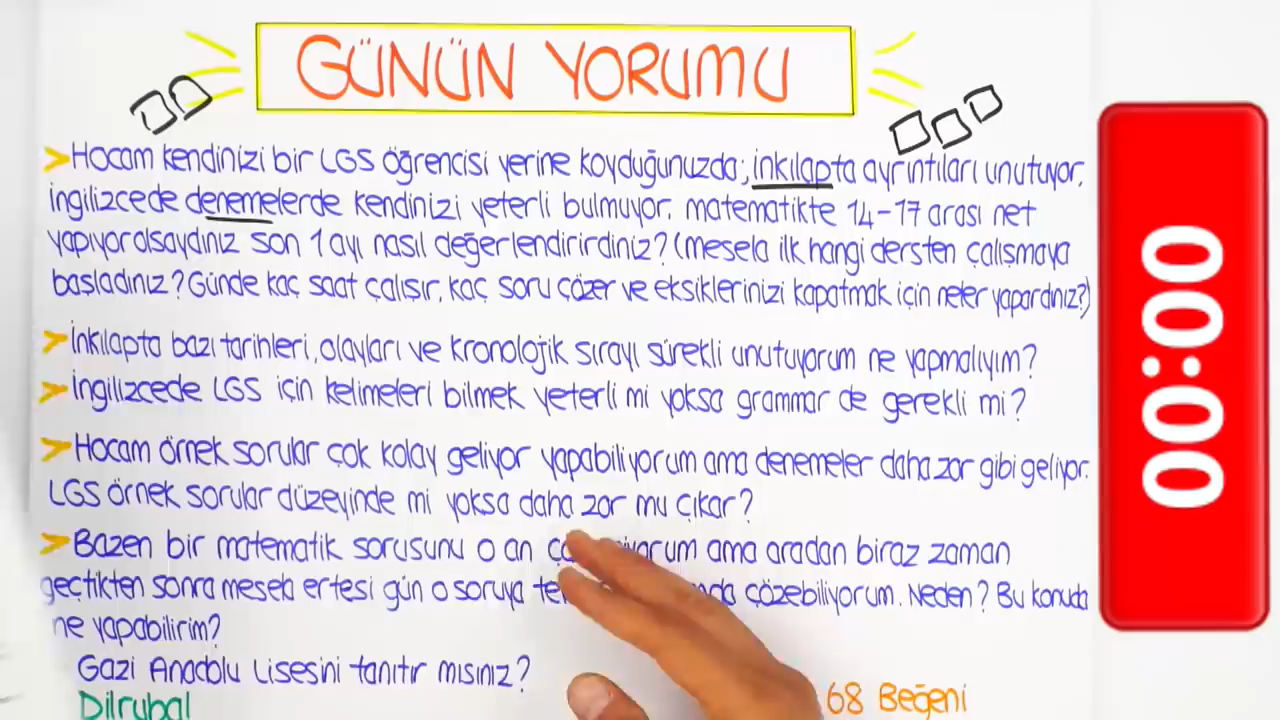 GÜNÜN YORUMU
> Hocam kendinizi bir LGS öğrencisi yerine koyduğunuzda; inkılapta ayrıntıları unutuyor,
İngilizcede denemelerde kendinizi yeterli bulmuyor, matematikte 14-17 arası net
yapıyor olsaydınız son 1 ayı nasıl değerlendirirdiniz? (mesela ilk hangi dersten çalışmaya
başladınız? Günde kaç saat çalışır, kaç soru çözer ve eksiklerinizi kapatmak için neler yapardınız?)
> İnkılapta bazı tarihleri, olayları ve kronolojik sırayı sürekli unutuyorum ne yapmalıyım?
> İngilizcede LGS için kelimeleri bilmek yeterli mi yoksa grammar de gerekli mi?
> Hocam örnek sorular çok kolay geliyor yapabiliyorum ama denemeler daha zor gibi geliyor.
LGS örnek sorular düzeyinde mi yoksa daha zor mu çıkar?
> Bazen bir matematik sorusunu o an ama aradan biraz zaman
geçtikten sonra mesela ertesi gün o soruya çözebiliyorum. Neden? Bu konuda
ne yapabilirim?
Gazi Anadolu Lisesini tanıtır mısınız?
Dilrubal
68 Beğeni
00:00